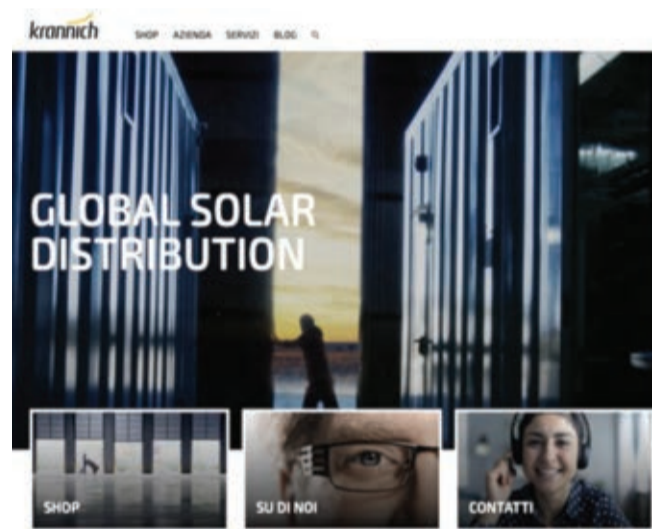 krannich
SHOP AZIENDA SERVIZI BLOG
GLOBAL SOLAR
DISTRIBUTION
SHOP
SU DI NOI
CONTATTI